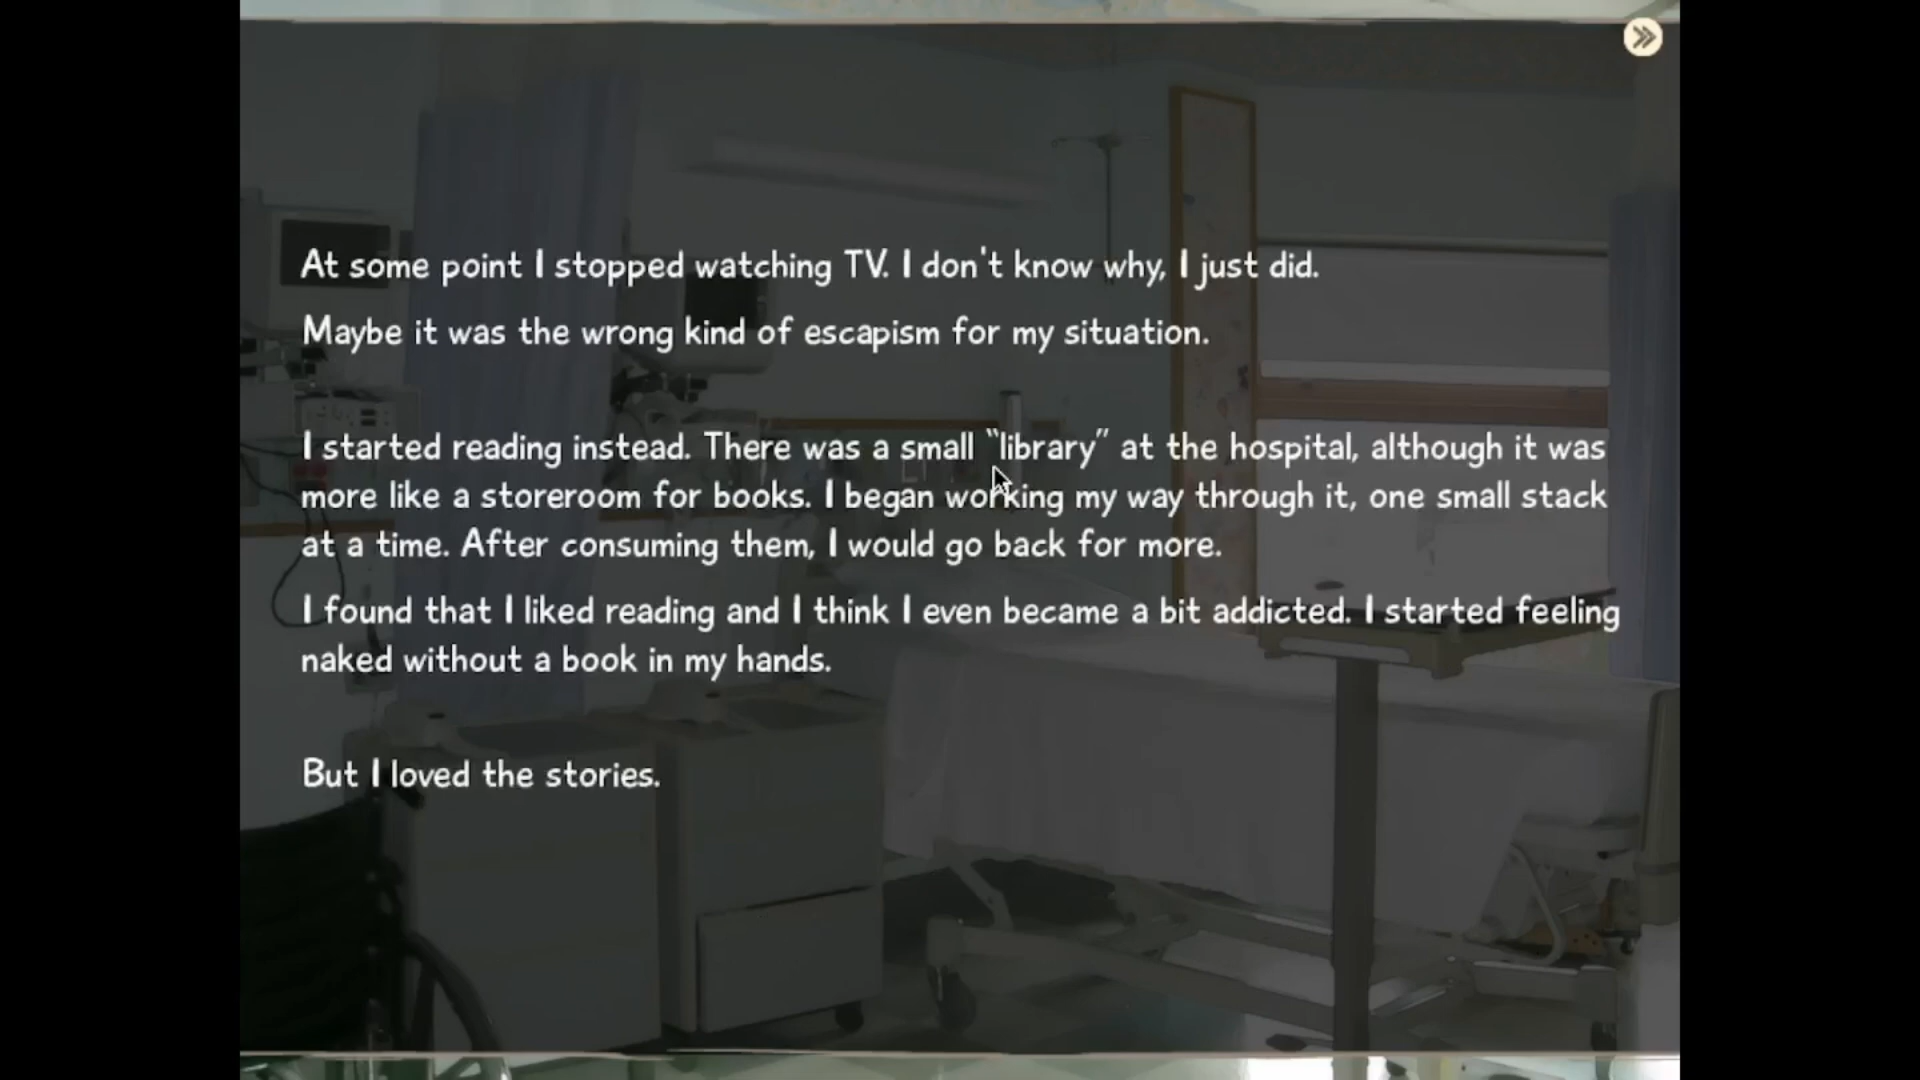 At some point I stopped watching TV. I don't know why, I just did.
Maybe it was the wrong kind of escapism for my situation.
I started reading instead. There was a small “library” at the hospital, although it was
more like a storeroom for books. I began working my way through it, one small stack
at a time. After consuming them, I would go back for more.
I found that I liked reading and I think I even became a bit addicted. I started feeling
naked without a book in my hands.
But I loved the stories.